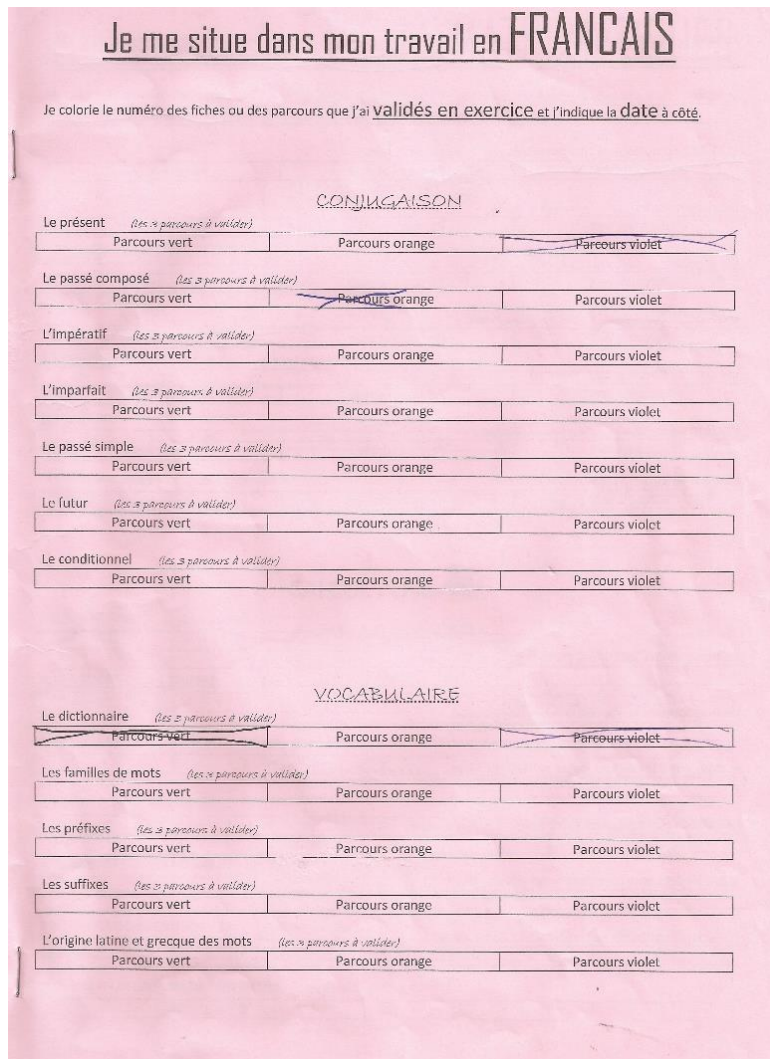 Je me situe dans mon travail en FRANCAIS
Je colorie le numéro des fiches ou des parcours que j'ai validés en exercice et j'indique la date à côté.
CONJUGAISON
Le présent (les 3 parcours à valider)
Parcours vert Parcours orange Parcours violet
Le passé composé (les 3 parcours à valider)
Parcours vert Parcours orange Parcours violet
L'impératif (les 3 parcours à valider)
Parcours vert Parcours orange Parcours violet
L'imparfait (les 3 parcours à valider)
Parcours vert Parcours orange Parcours violet
Le passé simple (les 3 parcours à valider)
Parcours vert Parcours orange Parcours violet
Le futur (les 3 parcours à valider)
Parcours vert Parcours orange Parcours violet
Le conditionnel (les 3 parcours à valider)
Parcours vert Parcours orange Parcours violet
VOCABULAIRE
Le dictionnaire (les 3 parcours à valider)
Parcours vert Parcours orange Parcours violet
Les familles de mots (les 3 parcours à valider)
Parcours vert Parcours orange Parcours violet
Les préfixes (les 3 parcours à valider)
Parcours vert Parcours orange Parcours violet
Les suffixes (les 3 parcours à valider)
Parcours vert Parcours orange Parcours violet
L'origine latine et grecque des mots (les 3 parcours à valider)
Parcours vert Parcours orange Parcours violet